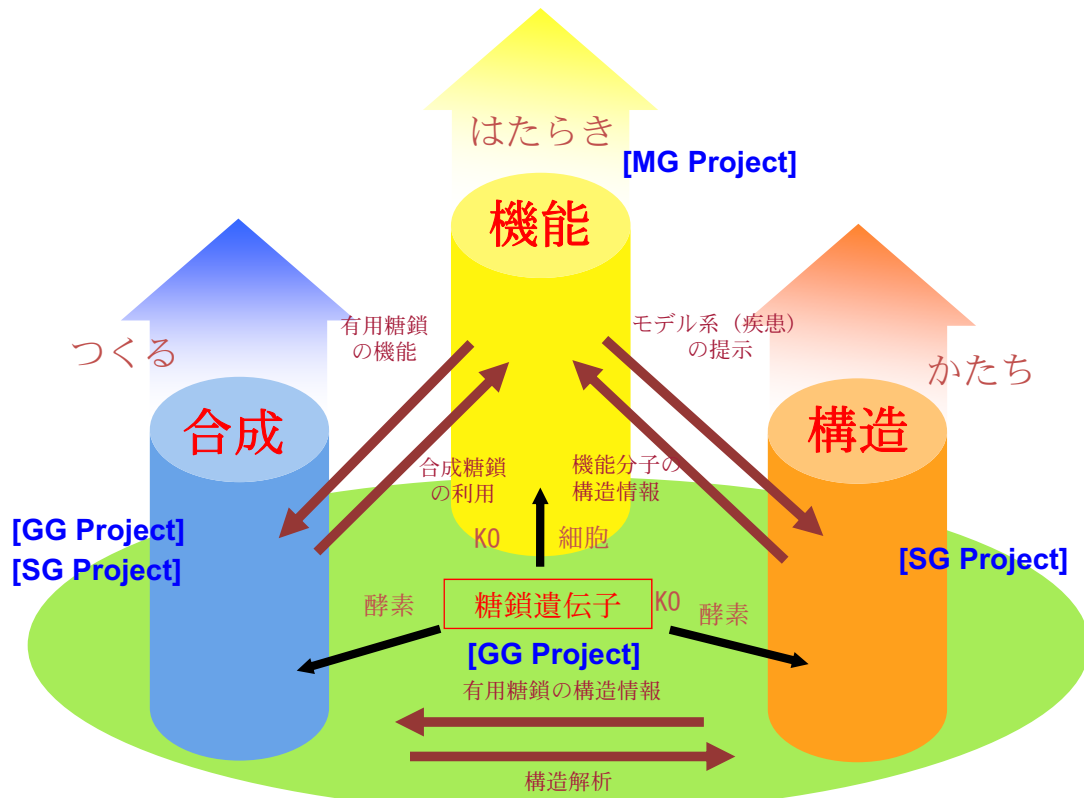 はたらき
[MG Project]
機能
有用糖鎖
の機能
モデル系（疾患）
の提示
つくる
かたち
合成
構造
合成糖鎖
の利用
機能分子の
構造情報
[GG Project]
[SG Project]
KO 細胞
[SG Project]
酵素
糖鎖遺伝子
KO
酵素
[GG Project]
有用糖鎖の構造情報
構造解析